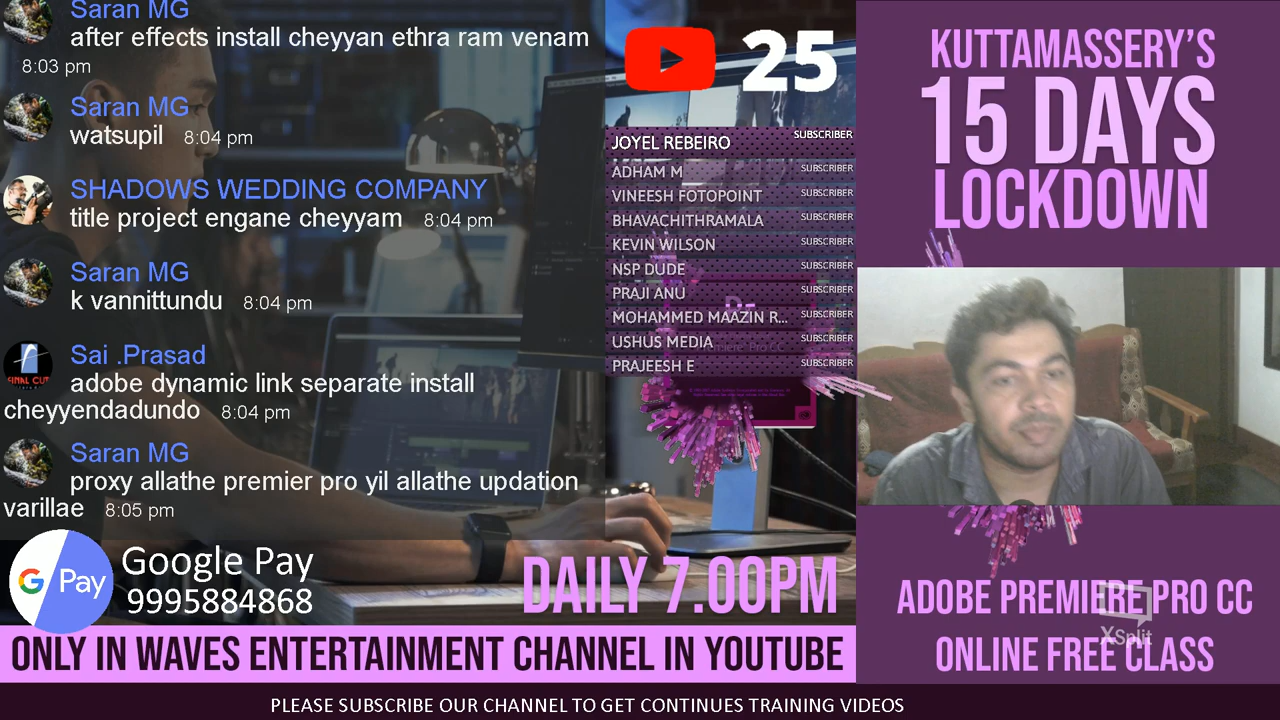 Saran MG
after effects install cheyyan ethra ram venam
8:03 pm
Saran MG
watsupil 8:04 pm
SHADOWS WEDDING COMPANY
title project engane cheyyam 8:04 pm
Saran MG
k vannittundu 8:04 pm
Sai .Prasad
adobe dynamic link separate install
cheyyendadundo 8:04 pm
Saran MG
proxy allathe premier pro yil allathe updation
varillae 8:05 pm
G Pay
Google Pay
9995884868
25
JOYEL REBEIRO SUBSCRIBER
ADHAM M SUBSCRIBER
VINEESH FOTOPOINT SUBSCRIBER
BHAVACHITHRAMALA SUBSCRIBER
KEVIN WILSON SUBSCRIBER
NSP DUDE SUBSCRIBER
PRAJI ANU SUBSCRIBER
MOHAMMED MAAZIN R... SUBSCRIBER
USHUS MEDIA SUBSCRIBER
PRAJEESH E SUBSCRIBER
DAILY 7.00PM
ONLY IN WAVES ENTERTAINMENT CHANNEL IN YOUTUBE
KUTTAMASSERY’S
15 DAYS
LOCKDOWN
ADOBE PREMIERE PRO CC
XSplit
ONLINE FREE CLASS
PLEASE SUBSCRIBE OUR CHANNEL TO GET CONTINUES TRAINING VIDEOS